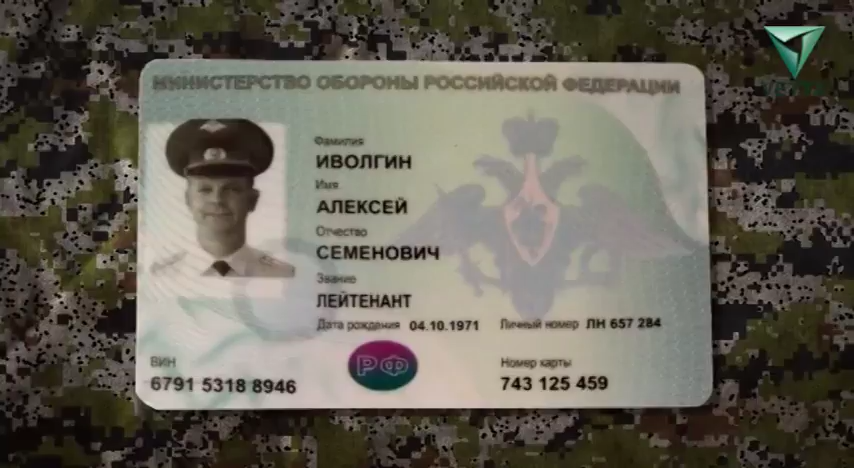 МИНИСТЕРСТВО ОБОРОНЫ РОССИЙСКОЙ ФЕДЕРАЦИИ
Фамилия
ИВОЛГИН
Имя
АЛЕКСЕЙ
Отчество
СЕМЕНОВИЧ
Звание
ЛЕЙТЕНАНТ
Дата рождения 04.10.1971 Личный номер ЛН 657 284
ВИН
6791 5318 8946
РФ
Номер карты
743 125 459